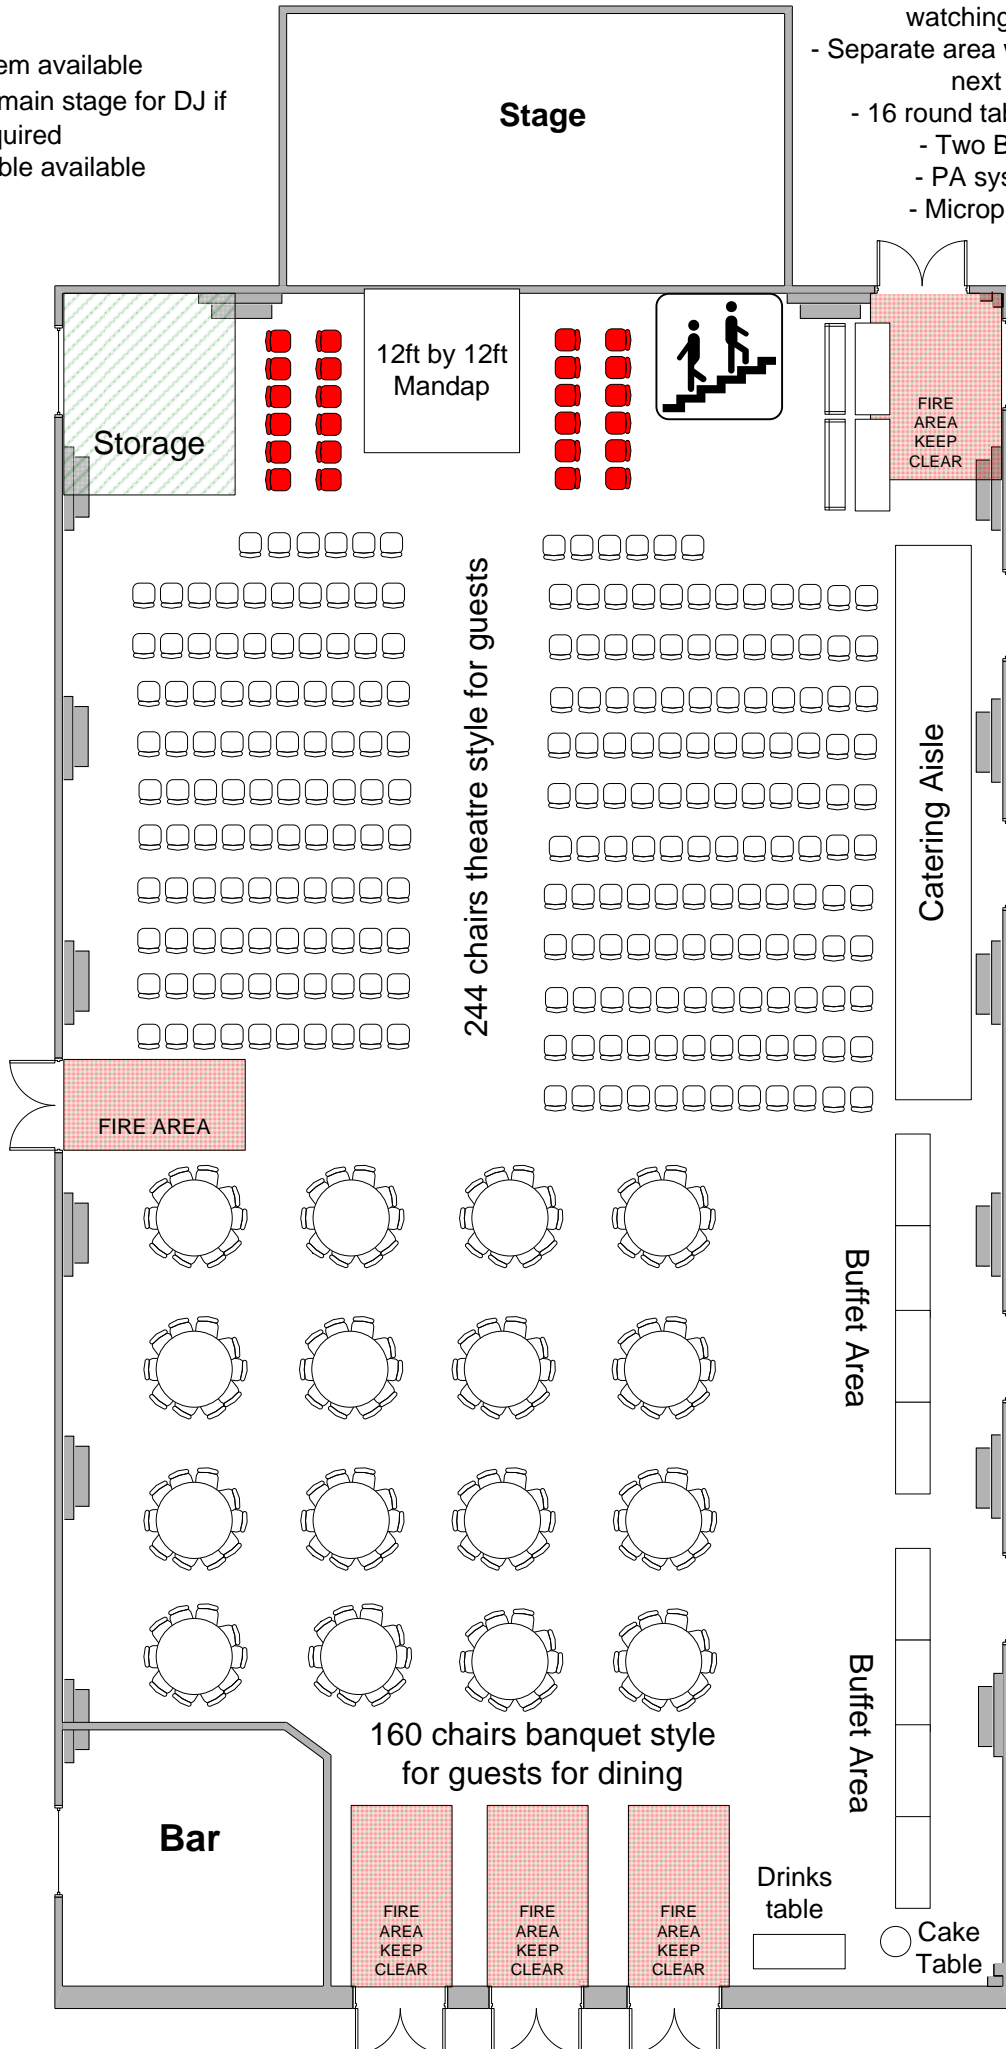 em available
main stage for DJ if
quired
ble available
watching
- Separate area
next
- 16 round tab
- Two B
- PA sys
- Microp
Stage
12ft by 12ft
Mandap
Storage
FIRE
AREA
KEEP
CLEAR
244 chairs theatre style for guests
Catering Aisle
FIRE AREA
Buffet Area
Buffet Area
160 chairs banquet style
for guests for dining
Bar
FIRE
AREA
KEEP
CLEAR
FIRE
AREA
KEEP
CLEAR
FIRE
AREA
KEEP
CLEAR
Drinks
table
Cake
Table